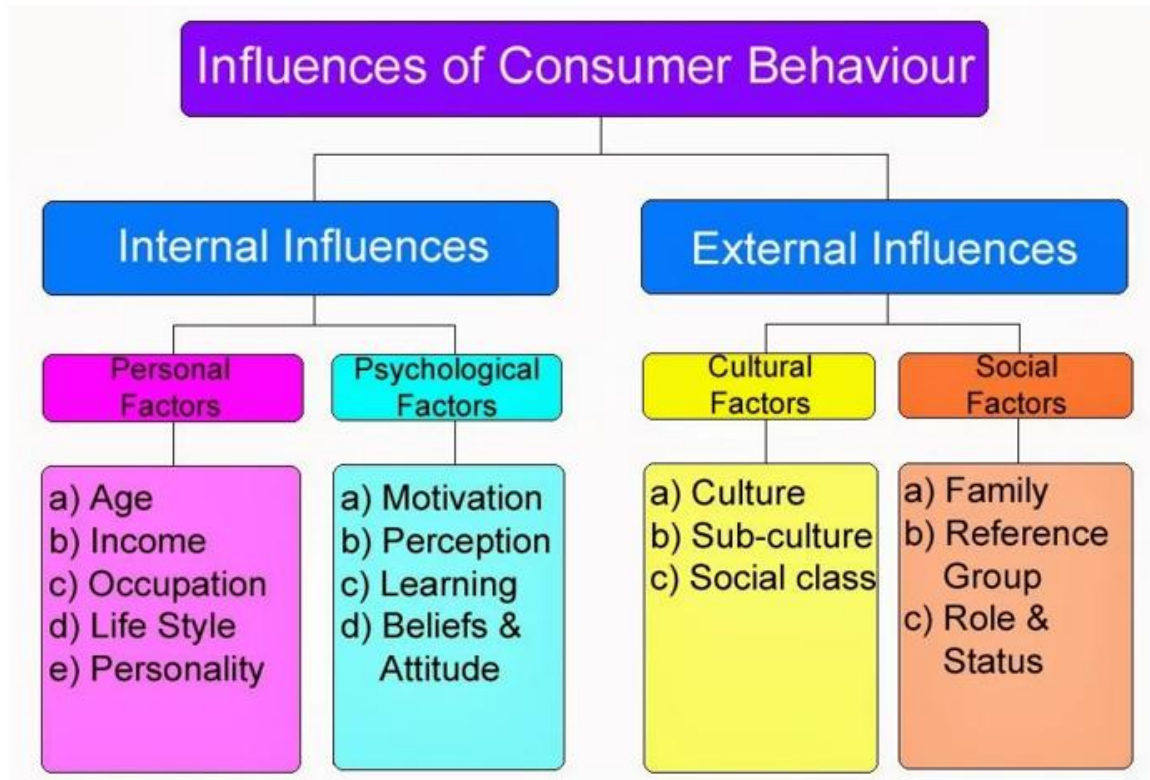 Influences of Consumer Behaviour
Internal Influences
External Influences
Personal
Factors
Psychological
Factors
Cultural
Factors
Social
Factors
a) Age
b) Income
c) Occupation
d) Life Style
e) Personality
a) Motivation
b) Perception
c) Learning
d) Beliefs &
Attitude
a) Culture
b) Sub-culture
c) Social class
a) Family
b) Reference
Group
c) Role &
Status